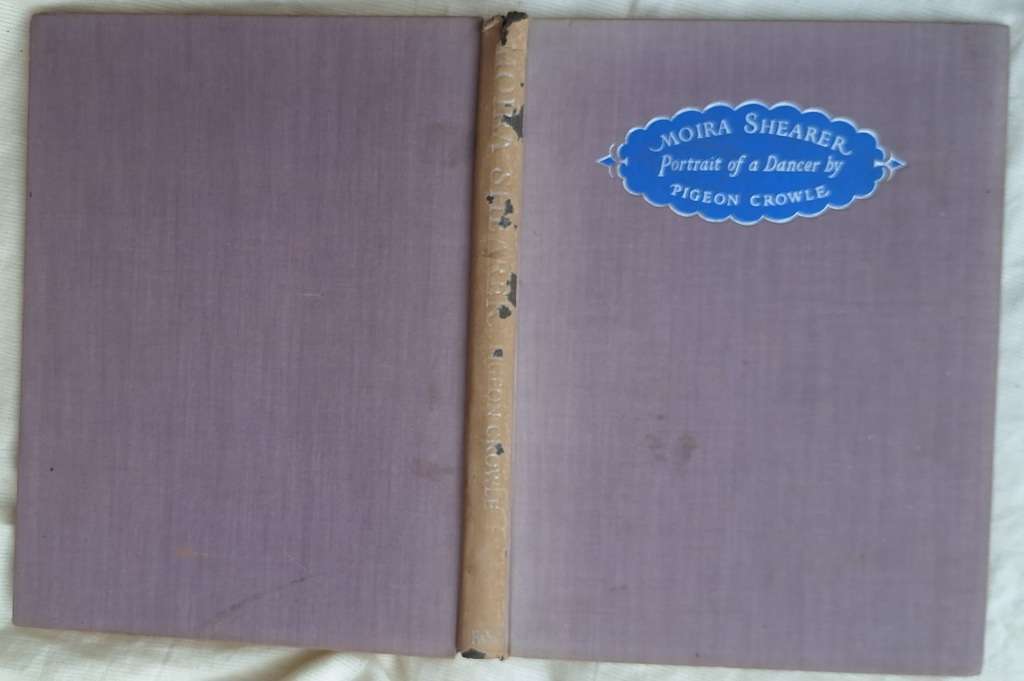 MOIRA SHEARER
Portrait of a Dancer by
PIGEON CROWLE
MOIRA SHEARER PIGEON CROWLE